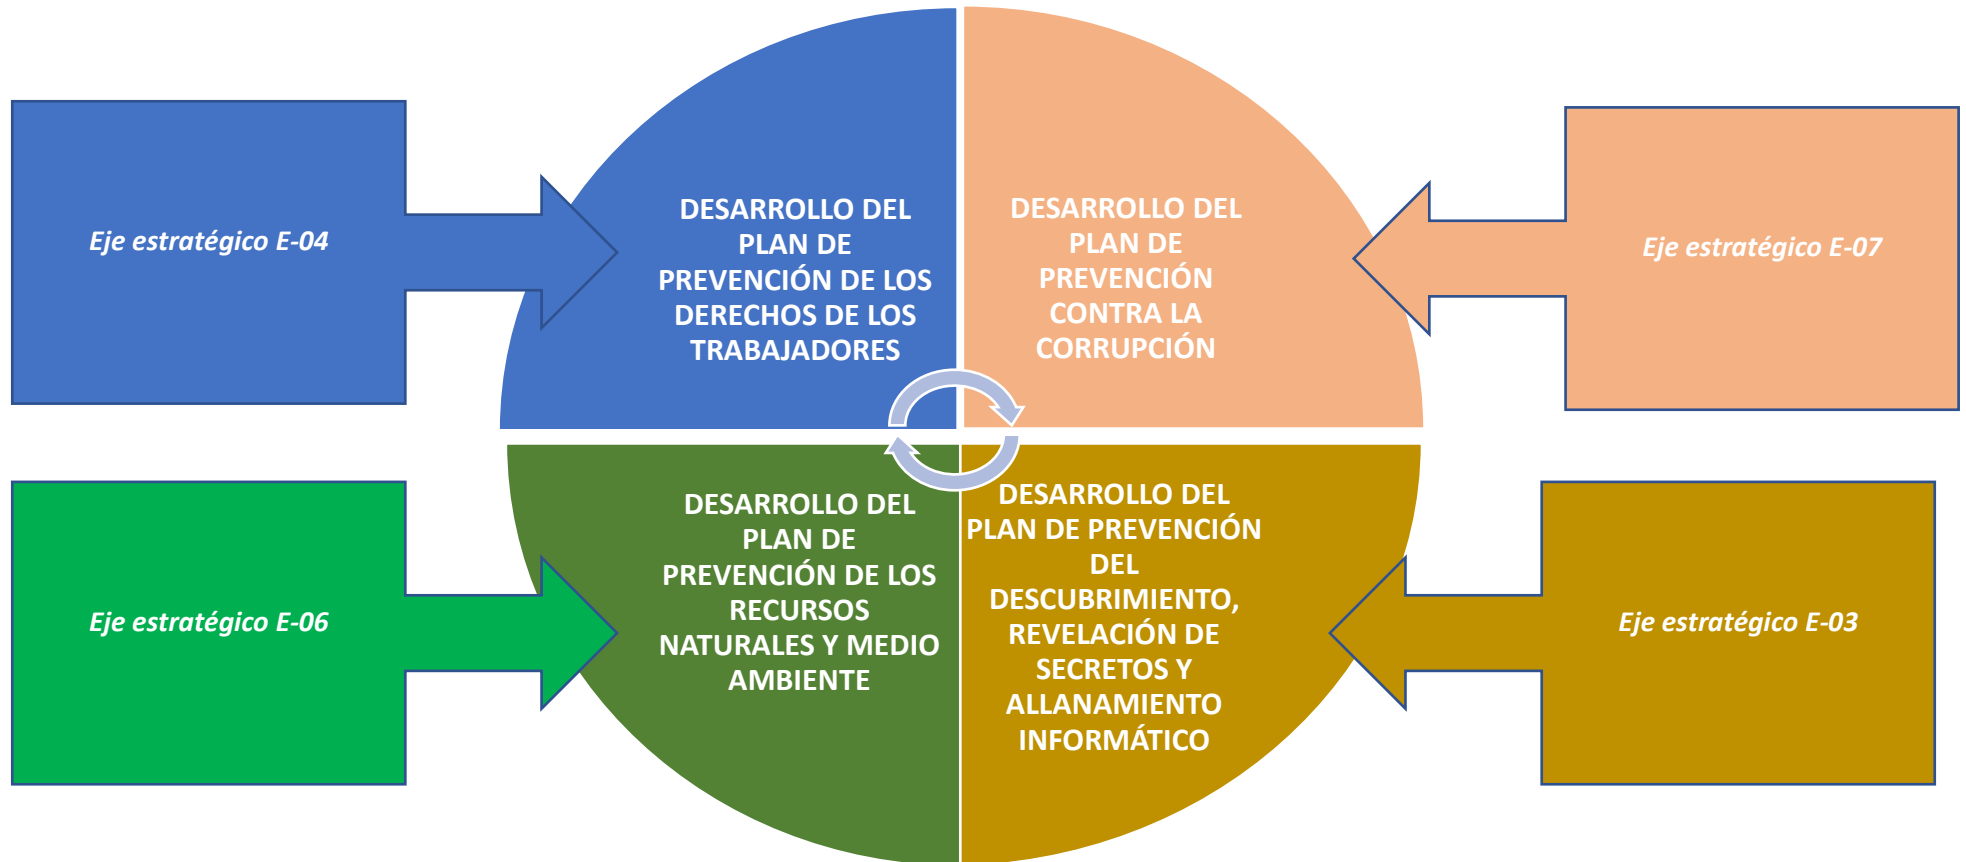 Eje estratégico E-04
DESARROLLO DEL
PLAN DE
PREVENCIÓN DE LOS
DERECHOS DE LOS
TRABAJADORES
DESARROLLO DEL
PLAN DE
PREVENCIÓN
CONTRA LA
CORRUPCIÓN
Eje estratégico E-07
Eje estratégico E-06
DESARROLLO DEL
PLAN DE
PREVENCIÓN DE LOS
RECURSOS
NATURALES Y MEDIO
AMBIENTE
DESARROLLO DEL
PLAN DE PREVENCIÓN
DEL
DESCUBRIMIENTO,
REVELACIÓN DE
SECRETOS Y
ALLANAMIENTO
INFORMÁTICO
Eje estratégico E-03